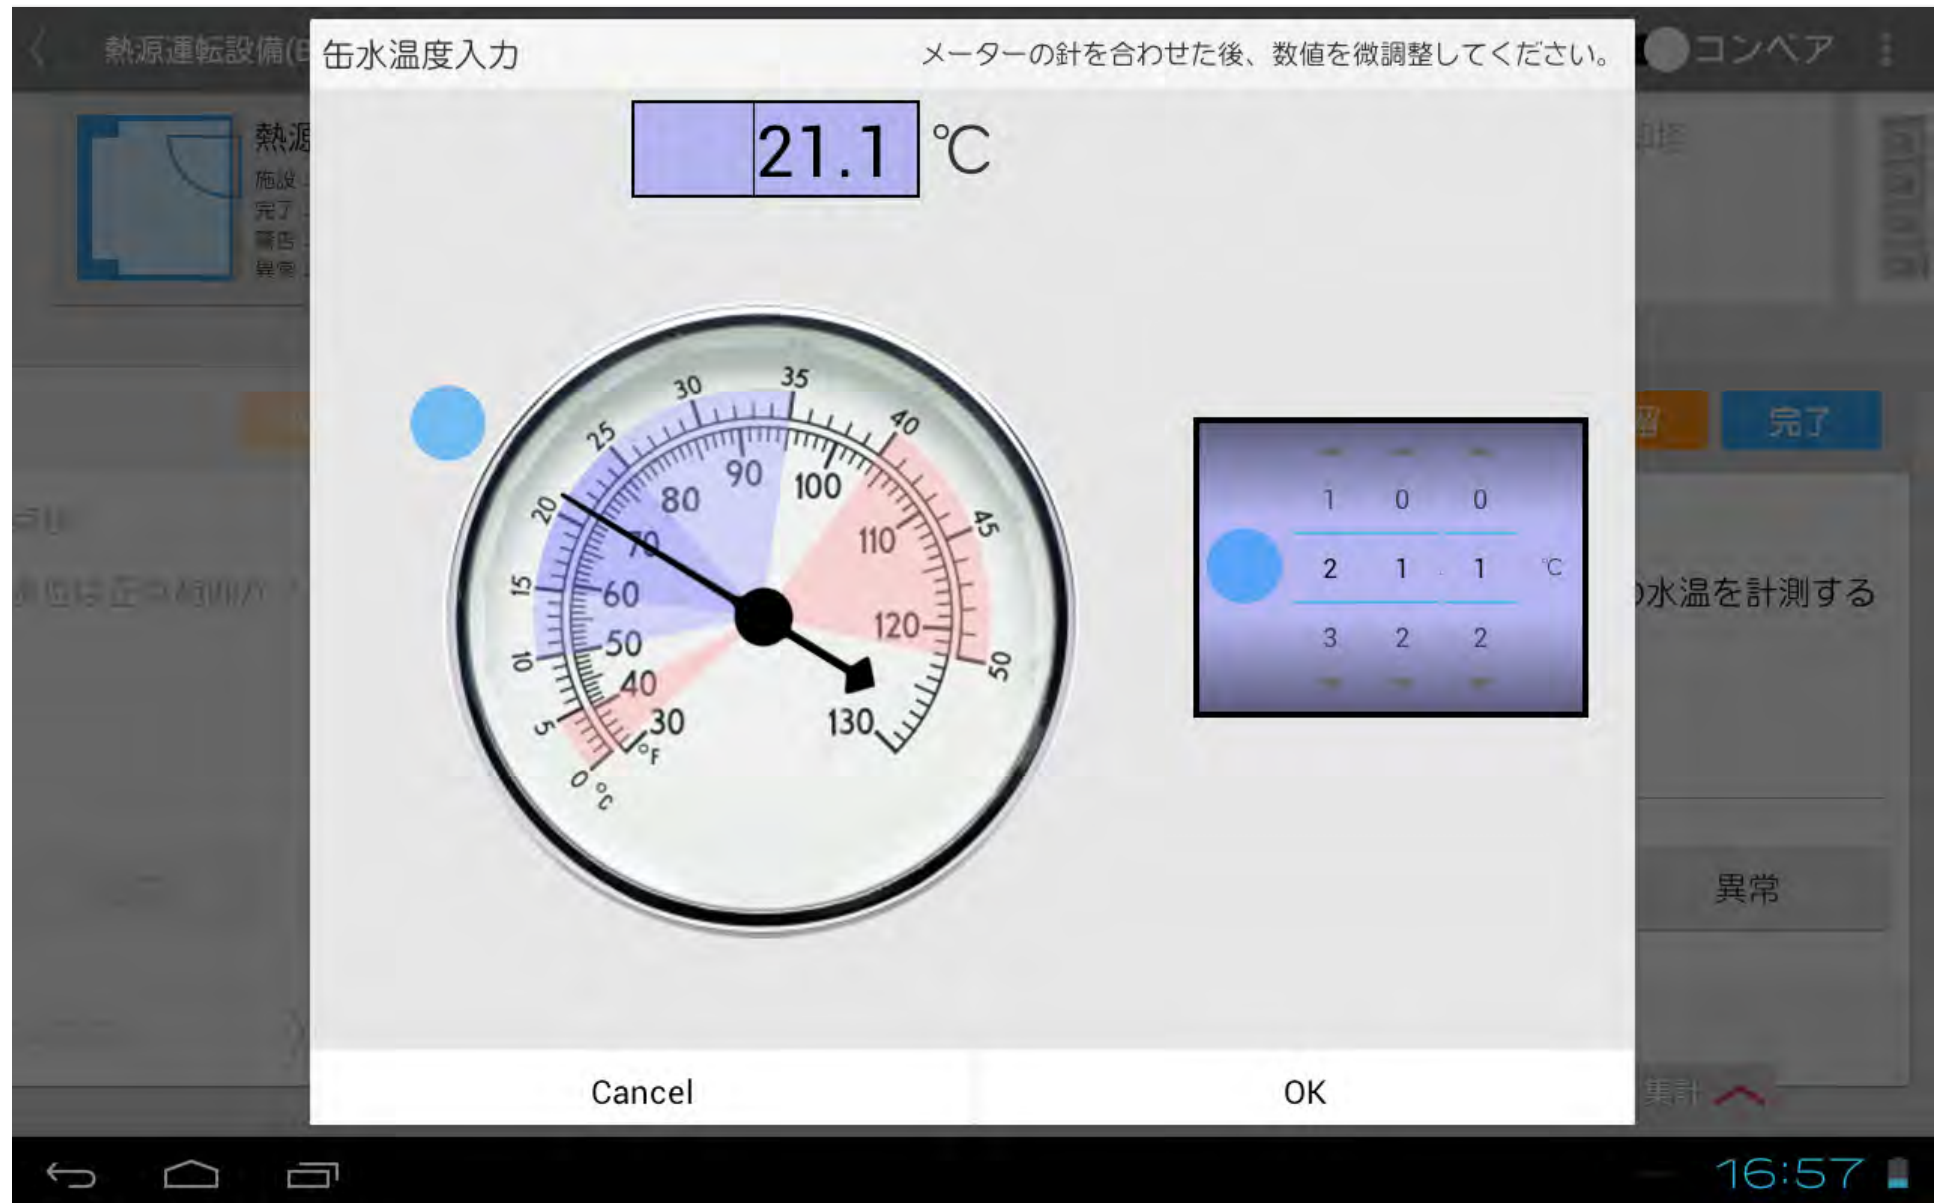 熱源運転設備(B
缶水温度入力
メーターの針を合わせた後、数値を微調整してください。
コンベア
熱源
施設
完了
警告
異常
21.1 ℃
完了
0 5 10 15 20 25 30 35 40 45 50
℃
30 40 50 60 70 80 90 100 110 120 130
°F
1 0 0
2 1 . 1 ℃
3 2 2
の水温を計測する
異常
集計
Cancel
OK
16:57